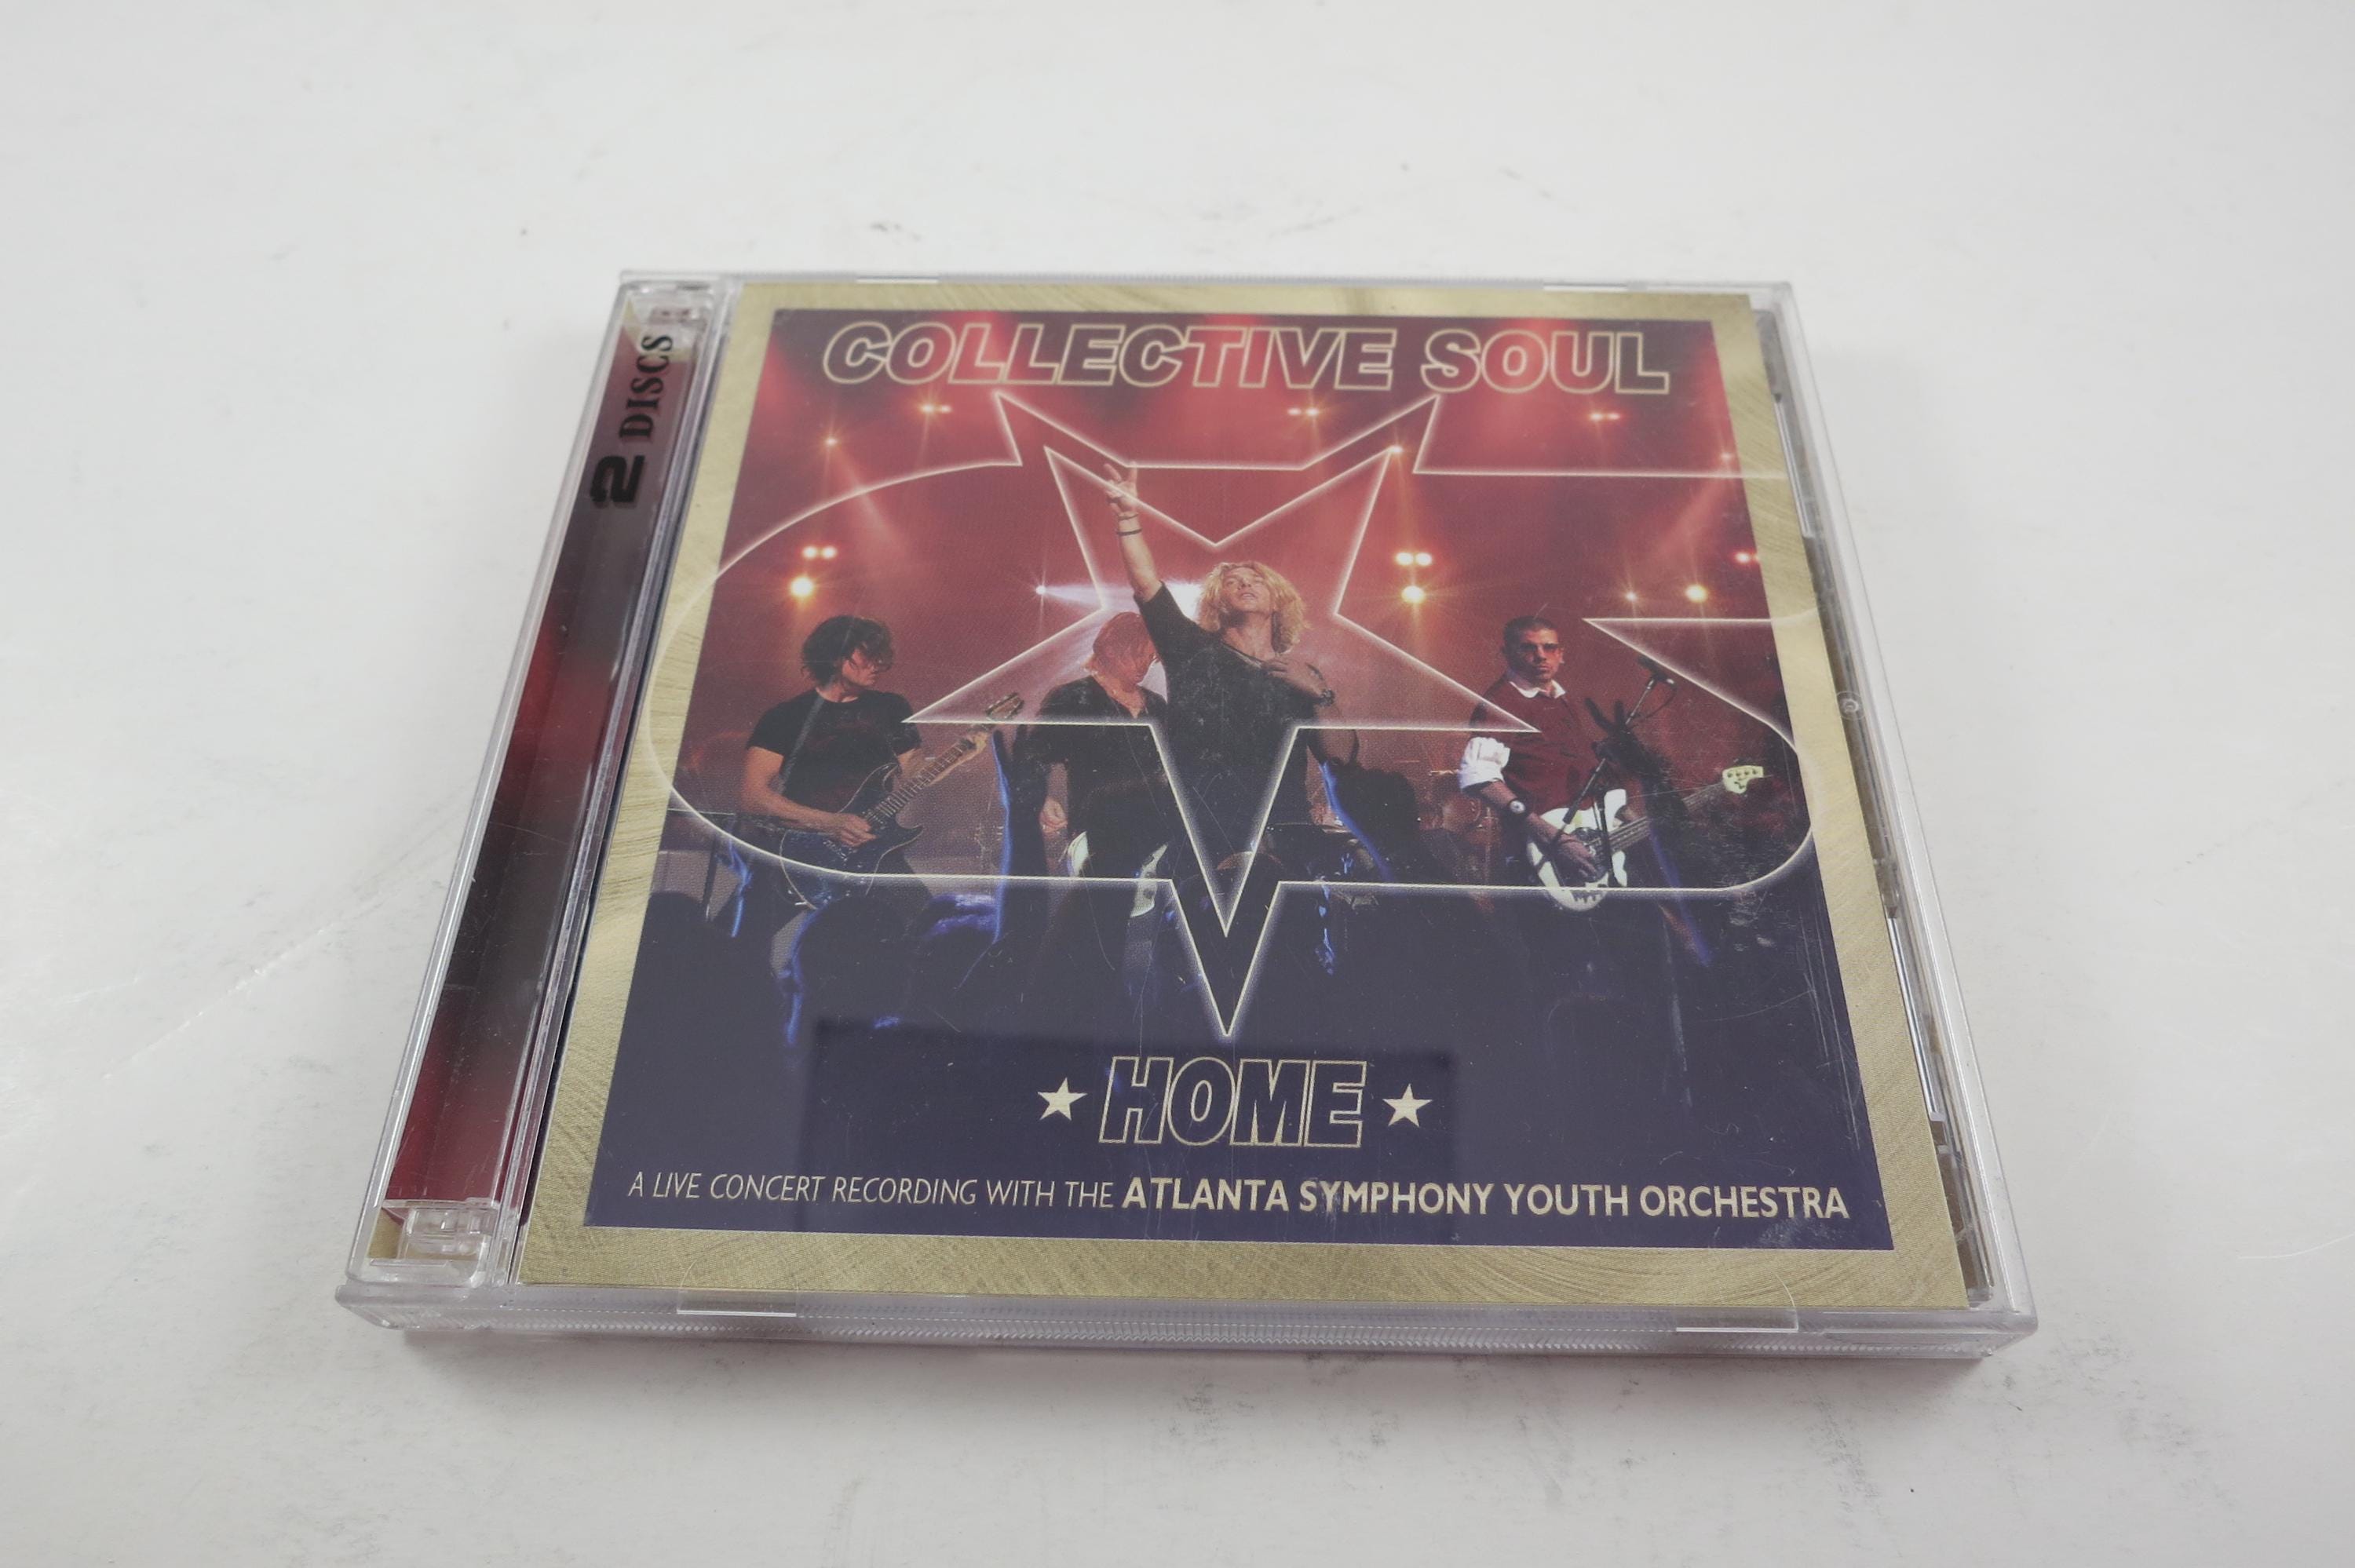 2 DISCS
COLLECTIVE SOUL
★ HOME ★
A LIVE CONCERT RECORDING WITH THE ATLANTA SYMPHONY YOUTH ORCHESTRA